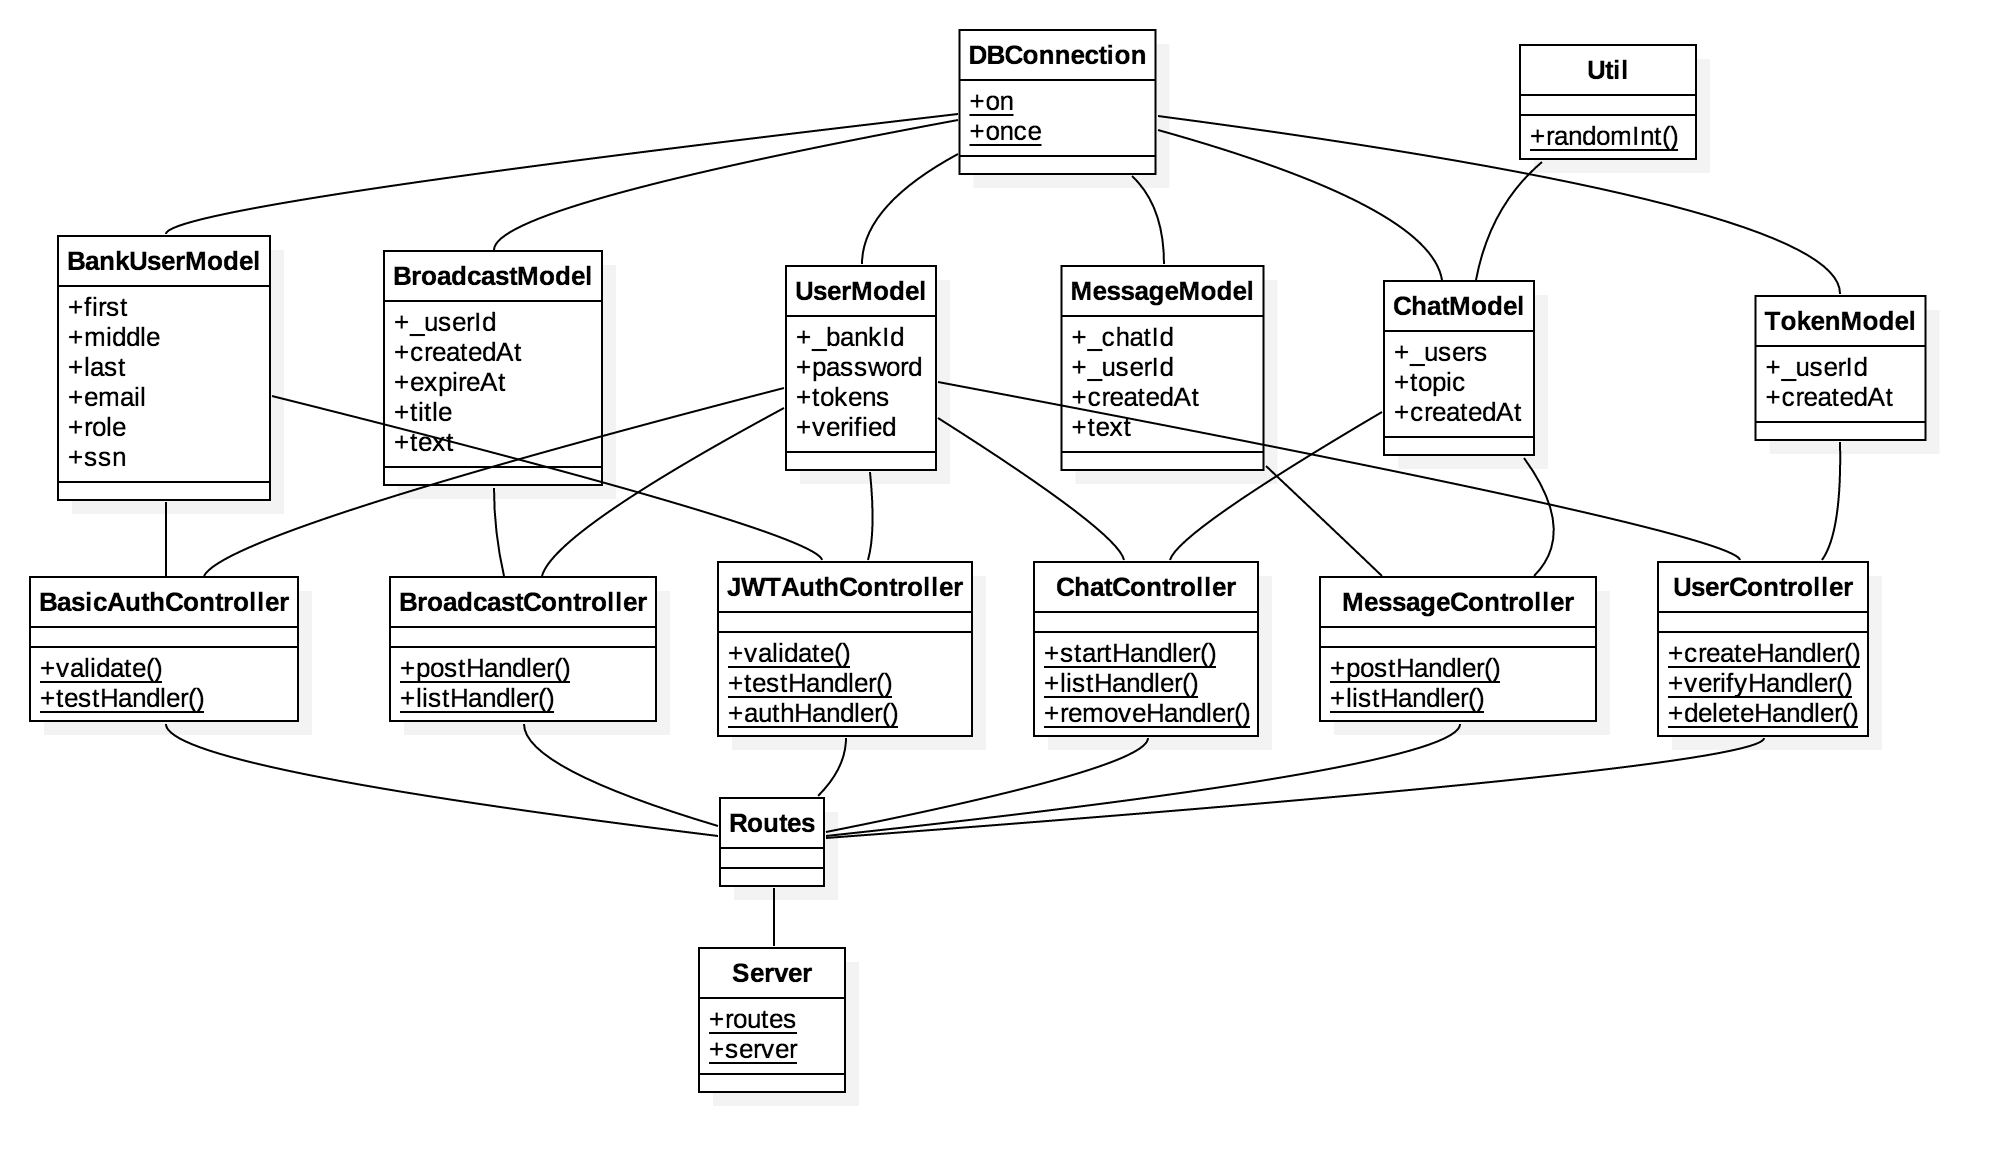 DBConnection
+on
+once
Util
+randomInt()
BankUserModel
+first
+middle
+last
+email
+role
+ssn
BroadcastModel
+_userId
+createdAt
+expireAt
+title
+text
UserModel
+_bankId
+password
+tokens
+verified
MessageModel
+_chatId
+_userId
+createdAt
+text
ChatModel
+_users
+topic
+createdAt
TokenModel
+_userId
+createdAt
BasicAuthController
+validate()
+testHandler()
BroadcastController
+postHandler()
+listHandler()
JWTAuthController
+validate()
+testHandler()
+authHandler()
ChatController
+startHandler()
+listHandler()
+removeHandler()
MessageController
+postHandler()
+listHandler()
UserController
+createHandler()
+verifyHandler()
+deleteHandler()
Routes
Server
+routes
+server